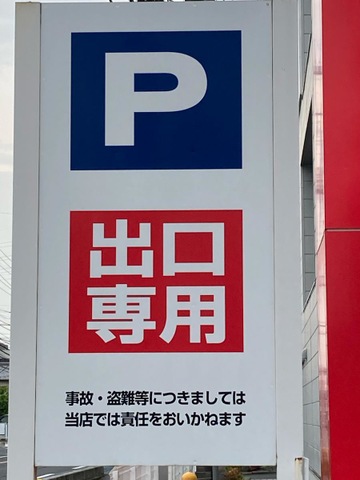 P
出口
専用
事故・盗難等につきましては
当店では責任をおいかねます